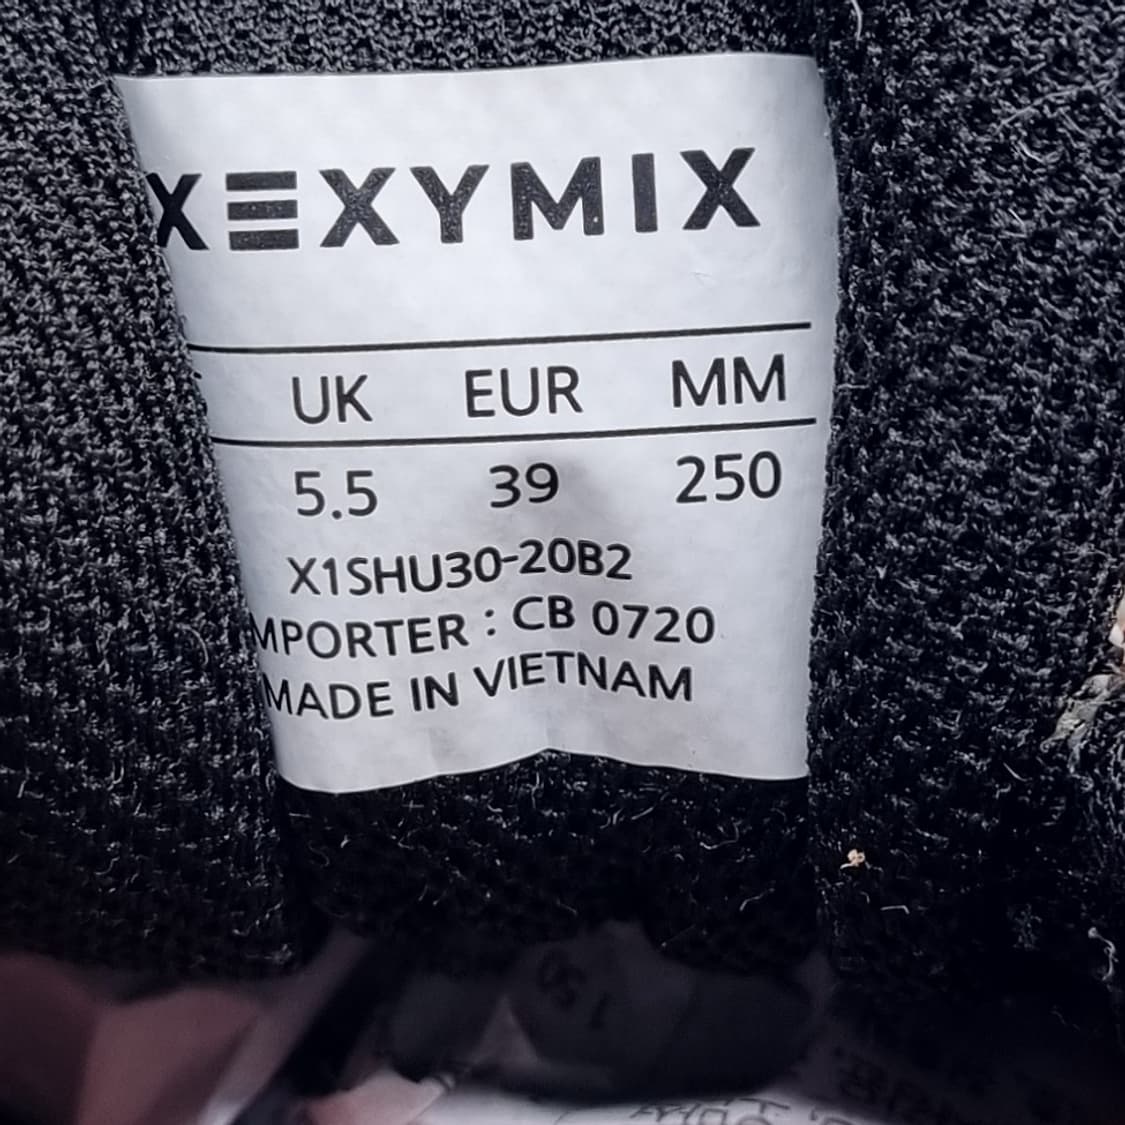 XEXYMIX
UK EUR MM
5.5 39 250
X1SHU30-20B2
MPORTER : CB 0720
MADE IN VIETNAM